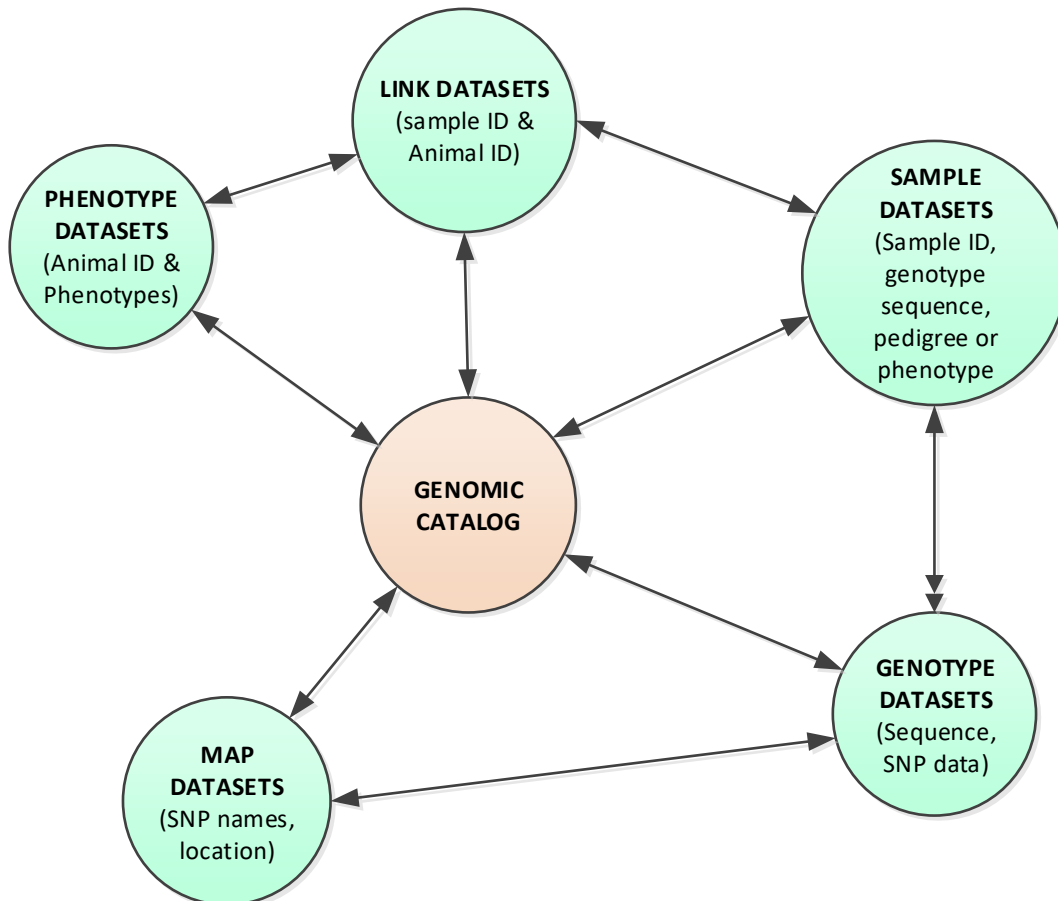 LINK DATASETS
(sample ID &
Animal ID)
PHENOTYPE
DATASETS
(Animal ID &
Phenotypes)
SAMPLE
DATASETS
(Sample ID,
genotype
sequence,
pedigree or
phenotype
GENOMIC
CATALOG
GENOTYPE
DATASETS
(Sequence,
SNP data)
MAP
DATASETS
(SNP names,
location)